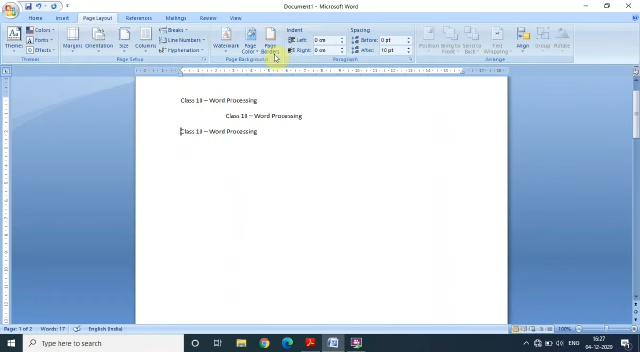 Document1 - Microsoft Word
Home Insert Page Layout References Mailings Review View
Themes Colors Fonts Effects
Margins Orientation Size Columns
Breaks
Line Numbers
Hyphenation
Watermark Page Color Page Borders
Indent
Left: 0 cm
Right: 0 cm
Spacing
Before: 0 pt
After: 10 pt
Position Bring to Front Send to Back Text Wrapping Align Group Rotate
Themes Page Setup Page Background Paragraph Arrange
Class 10 – Word Processing
Class 10 – Word Processing
Class 10 – Word Processing
Page: 1 of 2 Words: 17 English (India) 100%
Type here to search
ENG 16:27
04-12-2020